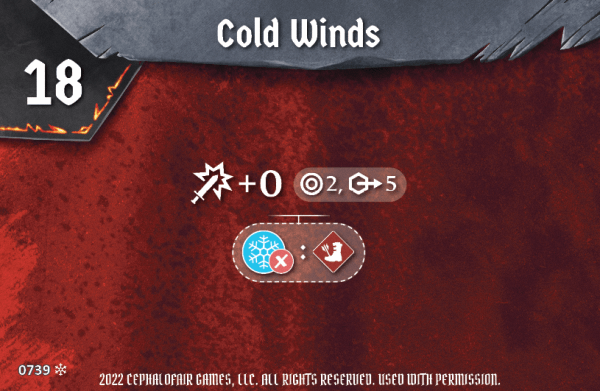 Cold Winds
18
+0 2, 5
:
0739
2022 CEPHALOFAIR GAMES, LLC. ALL RIGHTS RESERVED. USED WITH PERMISSION.